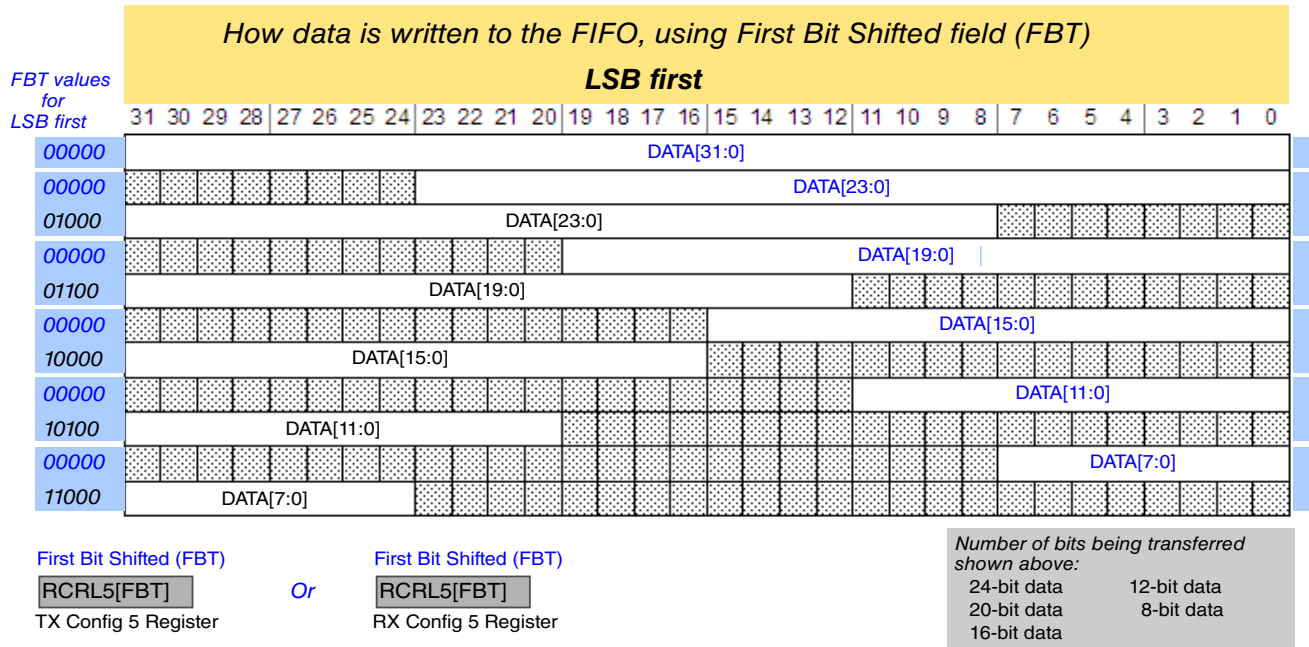 How data is written to the FIFO, using First Bit Shifted field (FBT)
LSB first
FBT values
for
LSB first
31 30 29 28 27 26 25 24 23 22 21 20 19 18 17 16 15 14 13 12 11 10 9 8 7 6 5 4 3 2 1 0
00000 DATA[31:0]
00000 DATA[23:0]
01000 DATA[23:0]
00000 DATA[19:0]
01100 DATA[19:0]
00000 DATA[15:0]
10000 DATA[15:0]
00000 DATA[11:0]
10100 DATA[11:0]
00000 DATA[7:0]
11000 DATA[7:0]
First Bit Shifted (FBT) First Bit Shifted (FBT)
RCRL5[FBT] Or RCRL5[FBT]
TX Config 5 Register RX Config 5 Register
Number of bits being transferred
shown above:
24-bit data 12-bit data
20-bit data 8-bit data
16-bit data